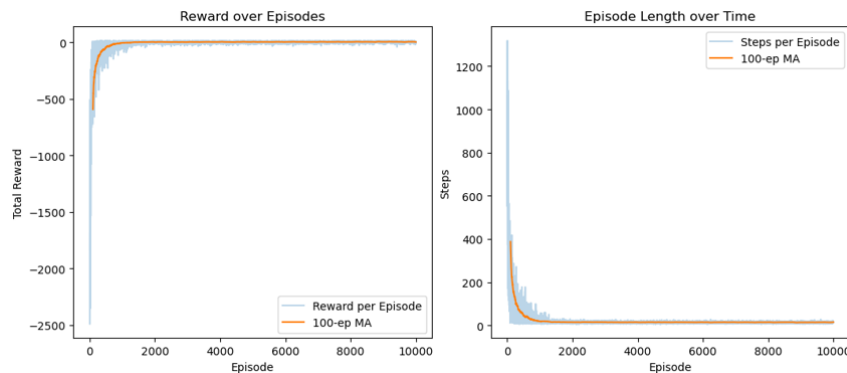 Reward over Episodes
0
−500
−1000
−1500
−2000
−2500
Total Reward
Reward per Episode
100-ep MA
0
2000
4000
6000
8000
10000
Episode
Episode Length over Time
1200
1000
800
600
400
200
0
Steps
Steps per Episode
100-ep MA
0
2000
4000
6000
8000
10000
Episode